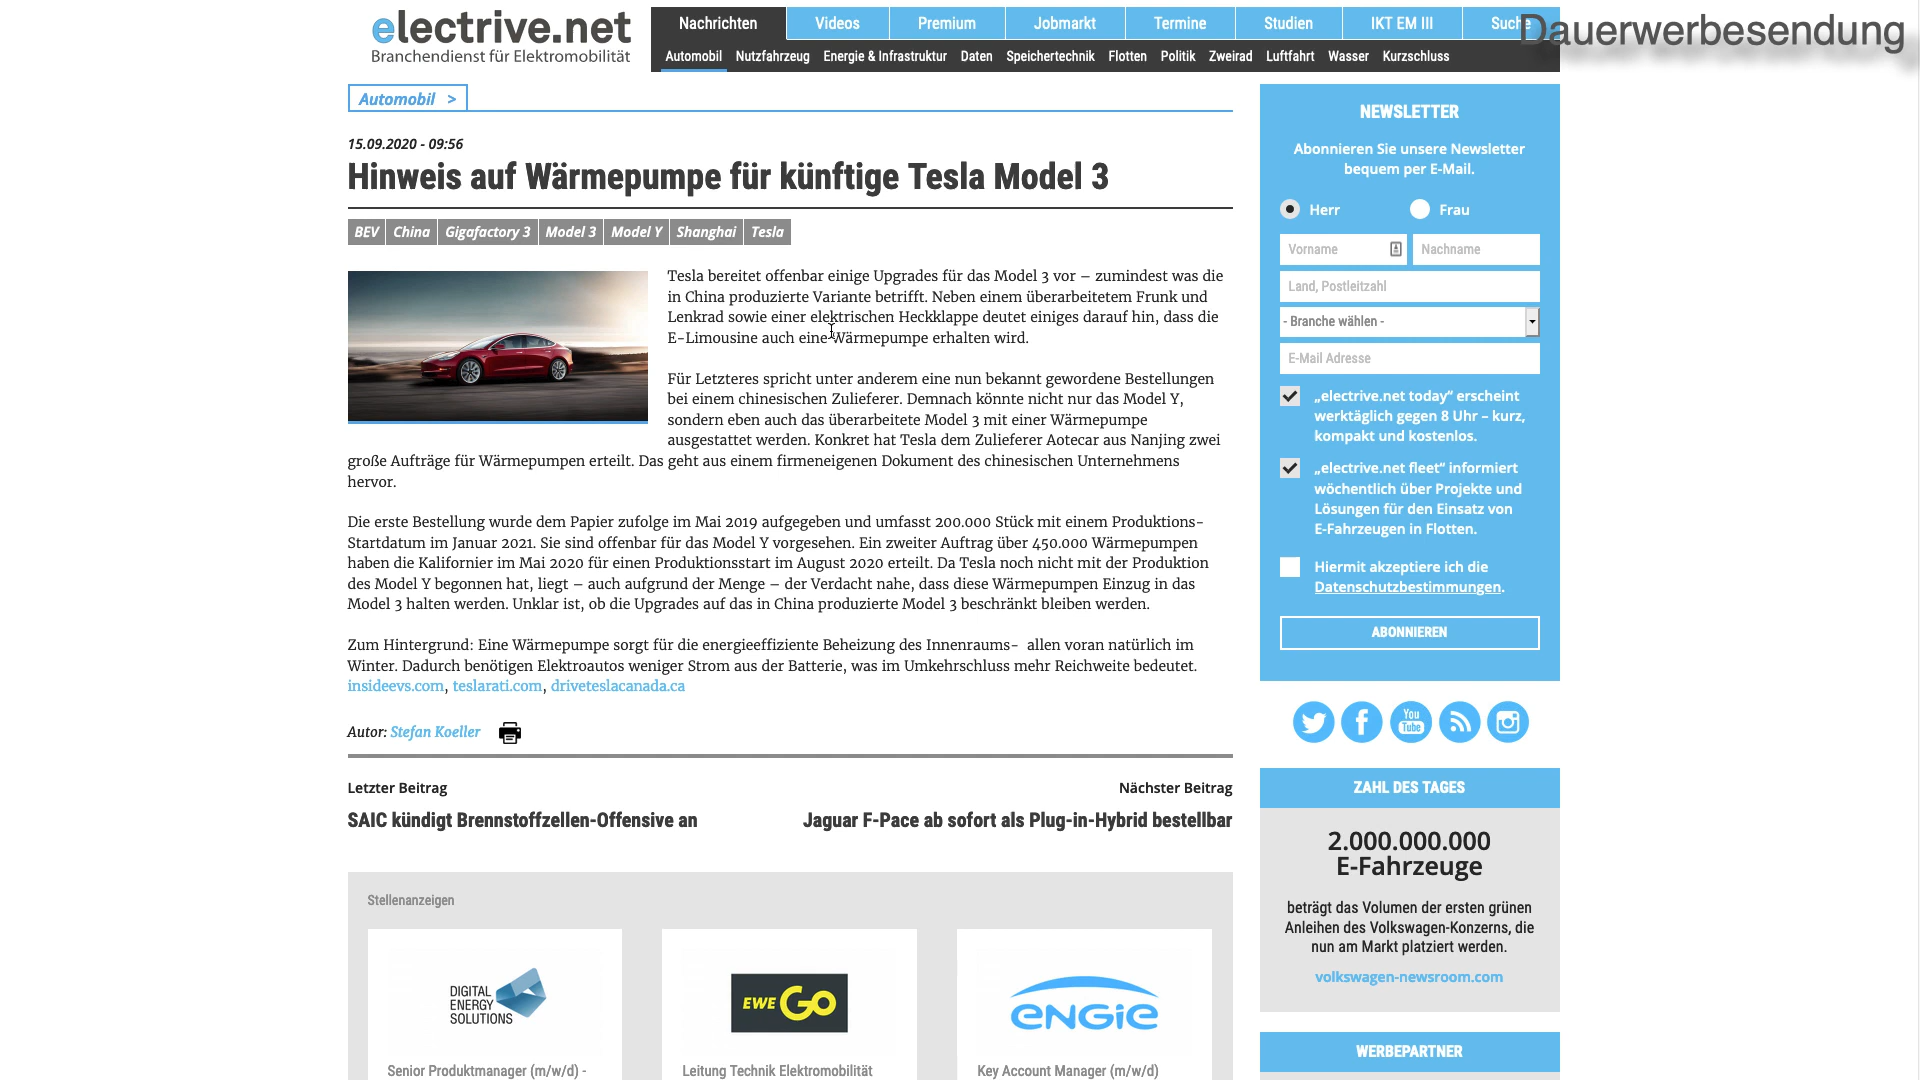 electrive.net
Branchendienst für Elektromobilität
Nachrichten
Videos
Premium
Jobmarkt
Termine
Studien
IKT EM III
Suche
Dauerwerbesendung
Automobil
Nutzfahrzeug
Energie & Infrastruktur
Daten
Speichertechnik
Flotten
Politik
Zweirad
Luftfahrt
Wasser
Kurzschluss
Automobil >
15.09.2020 - 09:56
Hinweis auf Wärmepumpe für künftige Tesla Model 3
BEV
China
Gigafactory 3
Model 3
Model Y
Shanghai
Tesla
Tesla bereitet offenbar einige Upgrades für das Model 3 vor – zumindest was die
in China produzierte Variante betrifft. Neben einem überarbeitetem Frunk und
Lenkrad sowie einer elektrischen Heckklappe deutet einiges darauf hin, dass die
E-Limousine auch eine Wärmepumpe erhalten wird.
Für Letzteres spricht unter anderem eine nun bekannt gewordene Bestellungen
bei einem chinesischen Zulieferer. Demnach könnte nicht nur das Model Y,
sondern eben auch das überarbeitete Model 3 mit einer Wärmepumpe
ausgestattet werden. Konkret hat Tesla dem Zulieferer Aotecar aus Nanjing zwei
große Aufträge für Wärmepumpen erteilt. Das geht aus einem firmeneigenen Dokument des chinesischen Unternehmens
hervor.
Die erste Bestellung wurde dem Papier zufolge im Mai 2019 aufgegeben und umfasst 200.000 Stück mit einem Produktions-
Startdatum im Januar 2021. Sie sind offenbar für das Model Y vorgesehen. Ein zweiter Auftrag über 450.000 Wärmepumpen
haben die Kalifornier im Mai 2020 für einen Produktionsstart im August 2020 erteilt. Da Tesla noch nicht mit der Produktion
des Model Y begonnen hat, liegt – auch aufgrund der Menge – der Verdacht nahe, dass diese Wärmepumpen Einzug in das
Model 3 halten werden. Unklar ist, ob die Upgrades auf das in China produzierte Model 3 beschränkt bleiben werden.
Zum Hintergrund: Eine Wärmepumpe sorgt für die energieeffiziente Beheizung des Innenraums- allen voran natürlich im
Winter. Dadurch benötigen Elektroautos weniger Strom aus der Batterie, was im Umkehrschluss mehr Reichweite bedeutet.
insideevs.com, teslarati.com, driveteslacanada.ca
Autor: Stefan Koeller
Letzter Beitrag
SAIC kündigt Brennstoffzellen-Offensive an
Nächster Beitrag
Jaguar F-Pace ab sofort als Plug-in-Hybrid bestellbar
Stellenanzeigen
DIGITAL
ENERGY
SOLUTIONS
Senior Produktmanager (m/w/d) -
EWE Go
Leitung Technik Elektromobilität
ENGIE
Key Account Manager (m/w/d)
NEWSLETTER
Abonnieren Sie unsere Newsletter
bequem per E-Mail.
Herr
Frau
Vorname
Nachname
Land, Postleitzahl
- Branche wählen -
E-Mail Adresse
„electrive.net today“ erscheint
werktäglich gegen 8 Uhr – kurz,
kompakt und kostenlos.
„electrive.net fleet“ informiert
wöchentlich über Projekte und
Lösungen für den Einsatz von
E-Fahrzeugen in Flotten.
Hiermit akzeptiere ich die
Datenschutzbestimmungen.
ABONNIEREN
You
Tube
ZAHL DES TAGES
2.000.000.000
E-Fahrzeuge
beträgt das Volumen der ersten grünen
Anleihen des Volkswagen-Konzerns, die
nun am Markt platziert werden.
volkswagen-newsroom.com
WERBEPARTNER